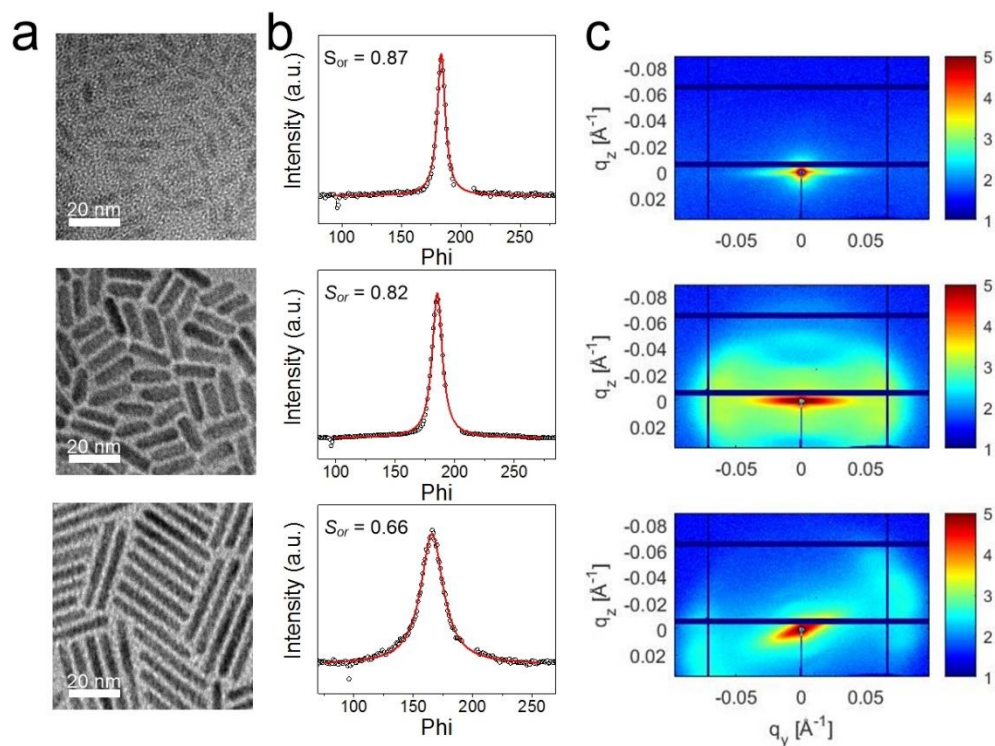 a
b
c
20 nm
20 nm
20 nm
S_or = 0.87
Intensity (a.u.)
100 150 200 250
Phi
S_or = 0.82
Intensity (a.u.)
100 150 200 250
Phi
S_or = 0.66
Intensity (a.u.)
100 150 200 250
Phi
-0.08
-0.06
-0.04
-0.02
0
0.02
q_z [Å^-1]
-0.05 0 0.05
5
4
3
2
1
-0.08
-0.06
-0.04
-0.02
0
0.02
q_z [Å^-1]
-0.05 0 0.05
5
4
3
2
1
-0.08
-0.06
-0.04
-0.02
0
0.02
q_z [Å^-1]
-0.05 0 0.05
q_y [Å^-1]
5
4
3
2
1